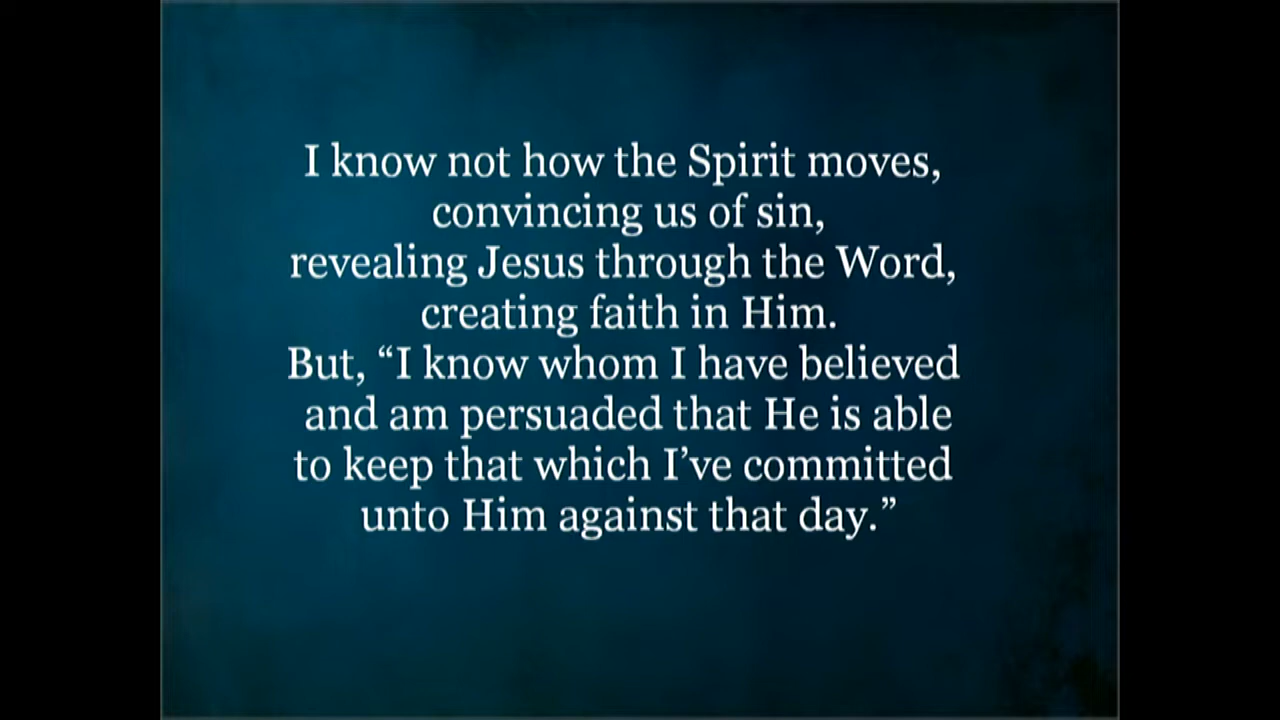 I know not how the Spirit moves,
convincing us of sin,
revealing Jesus through the Word,
creating faith in Him.
But, “I know whom I have believed
and am persuaded that He is able
to keep that which I’ve committed
unto Him against that day.”